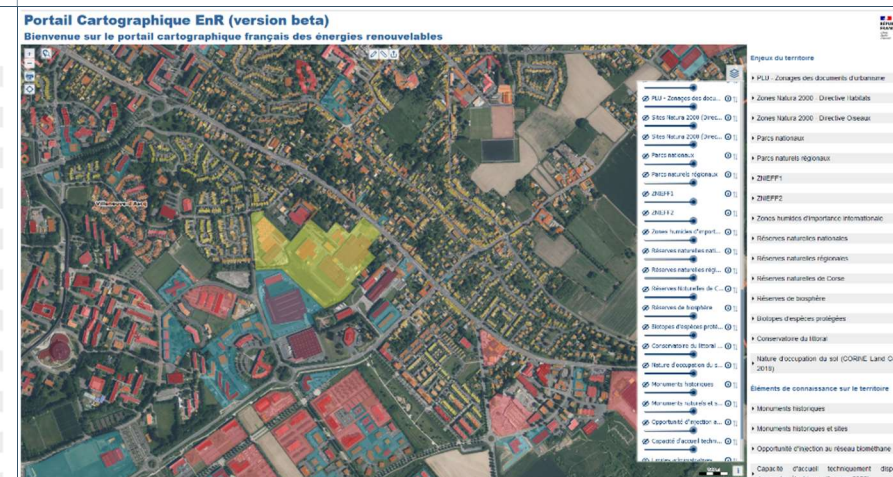 Portail Cartographique EnR (version beta)
Bienvenue sur le portail cartographique français des énergies renouvelables
Villeneuve d'Ascq
PLU - Zonages des docu...
Sites Natura 2000 (Direc...
Sites Natura 2000 (Direc...
Parcs nationaux
Parcs naturels régionaux
ZNIEFF1
ZNIEFF2
Zones humides d'import...
Réserves naturelles nati...
Réserves naturelles régi...
Réserves Naturelles de C...
Réserves de biosphère
Biotopes d'espèces proté...
Conservatoire du littoral ...
Nature d'occupation du s...
Monuments historiques
Monuments naturels et s...
Opportunité d'injection a...
Capacité d'accueil techn...
Enjeux du territoire
PLU - Zonages des documents d'urbanisme
Zones Natura 2000 - Directive Habitats
Zones Natura 2000 - Directive Oiseaux
Parcs nationaux
Parcs naturels régionaux
ZNIEFF1
ZNIEFF2
Zones humides d'importance internationale
Réserves naturelles nationales
Réserves naturelles régionales
Réserves naturelles de Corse
Réserves de biosphère
Biotopes d'espèces protégées
Conservatoire du littoral
Nature d'occupation du sol (CORINE Land C
2018)
Éléments de connaissance sur le territoire
Monuments historiques
Monuments historiques et sites
Opportunité d'injection au réseau biométhane
Capacité d'accueil techniquement disp